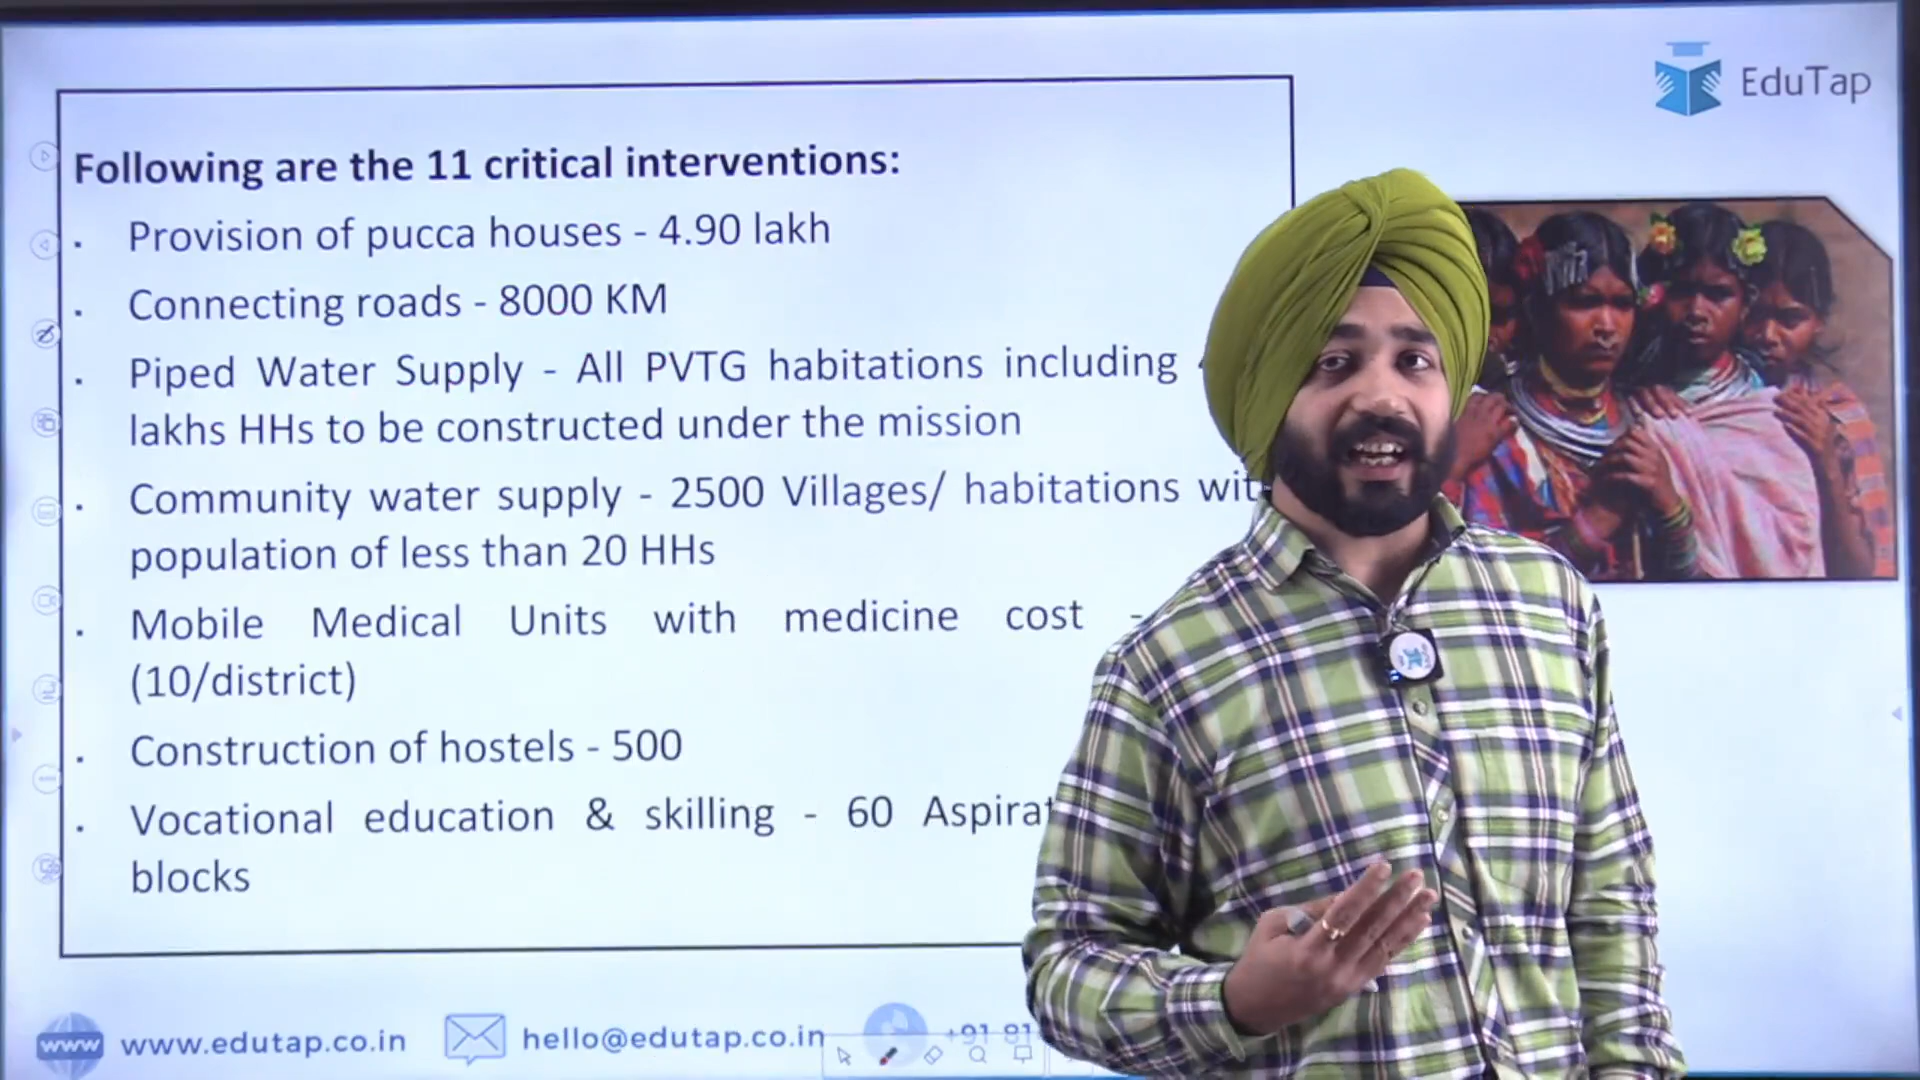 EduTap
Following are the 11 critical interventions:
. Provision of pucca houses - 4.90 lakh
. Connecting roads - 8000 KM
. Piped Water Supply - All PVTG habitations including
lakhs HHs to be constructed under the mission
. Community water supply - 2500 Villages/ habitations
population of less than 20 HHs
. Mobile Medical Units with medicine cost -
(10/district)
. Construction of hostels - 500
. Vocational education & skilling - 60
blocks
www www.edutap.co.in hello@edutap.co.in +91 81